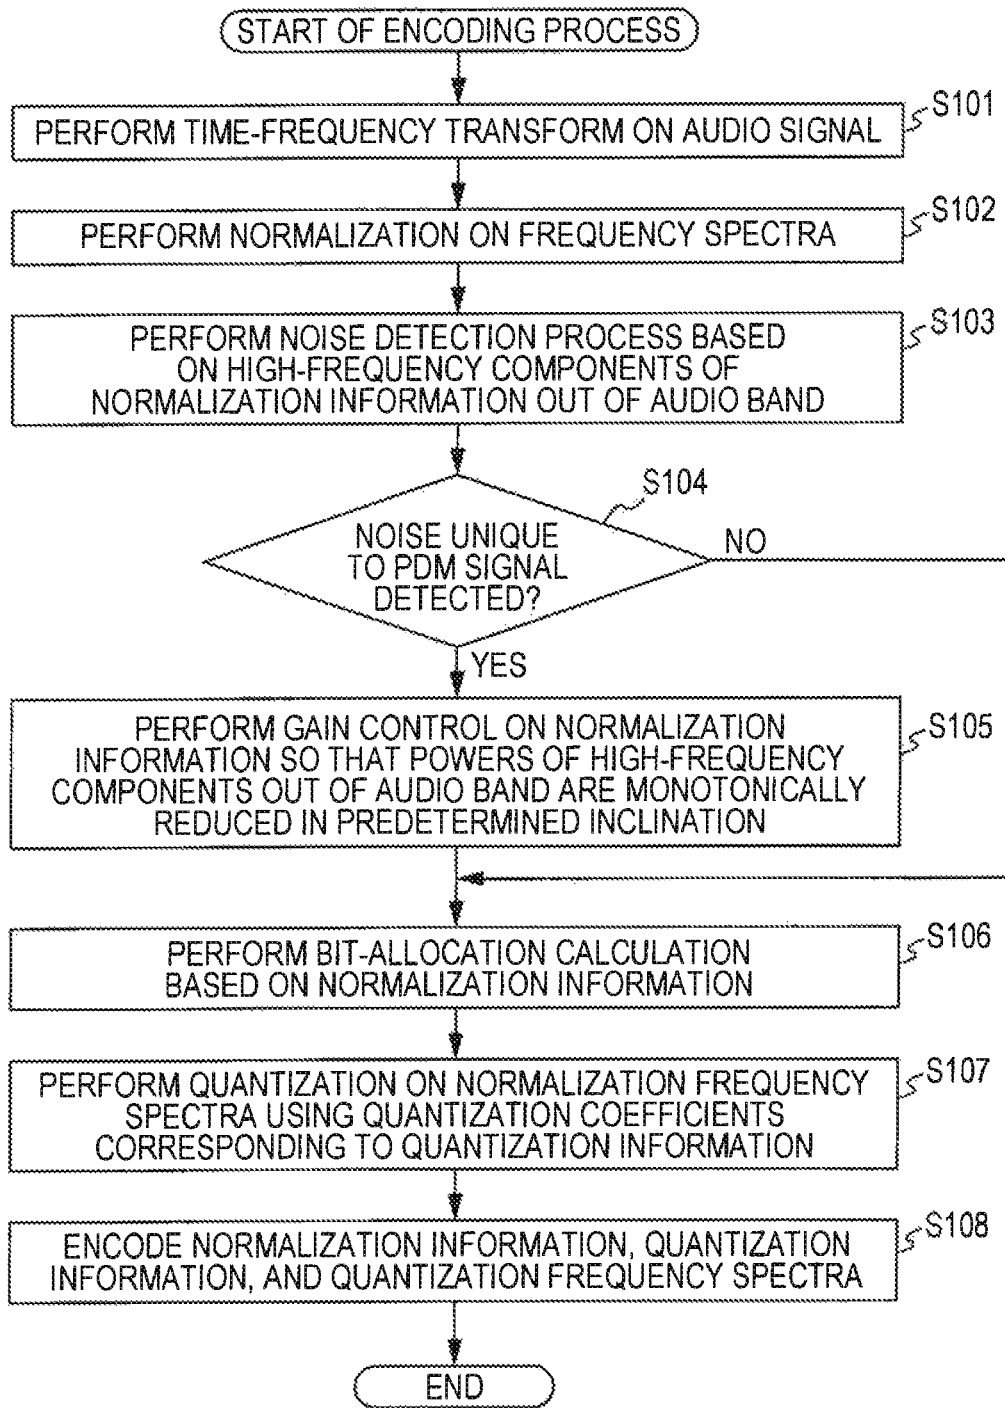 START OF ENCODING PROCESS
S101
PERFORM TIME-FREQUENCY TRANSFORM ON AUDIO SIGNAL
S102
PERFORM NORMALIZATION ON FREQUENCY SPECTRA
S103
PERFORM NOISE DETECTION PROCESS BASED
ON HIGH-FREQUENCY COMPONENTS OF
NORMALIZATION INFORMATION OUT OF AUDIO BAND
S104
NOISE UNIQUE
TO PDM SIGNAL
DETECTED?
NO
YES
S105
PERFORM GAIN CONTROL ON NORMALIZATION
INFORMATION SO THAT POWERS OF HIGH-FREQUENCY
COMPONENTS OUT OF AUDIO BAND ARE MONOTONICALLY
REDUCED IN PREDETERMINED INCLINATION
S106
PERFORM BIT-ALLOCATION CALCULATION
BASED ON NORMALIZATION INFORMATION
S107
PERFORM QUANTIZATION ON NORMALIZATION FREQUENCY
SPECTRA USING QUANTIZATION COEFFICIENTS
CORRESPONDING TO QUANTIZATION INFORMATION
S108
ENCODE NORMALIZATION INFORMATION, QUANTIZATION
INFORMATION, AND QUANTIZATION FREQUENCY SPECTRA
END